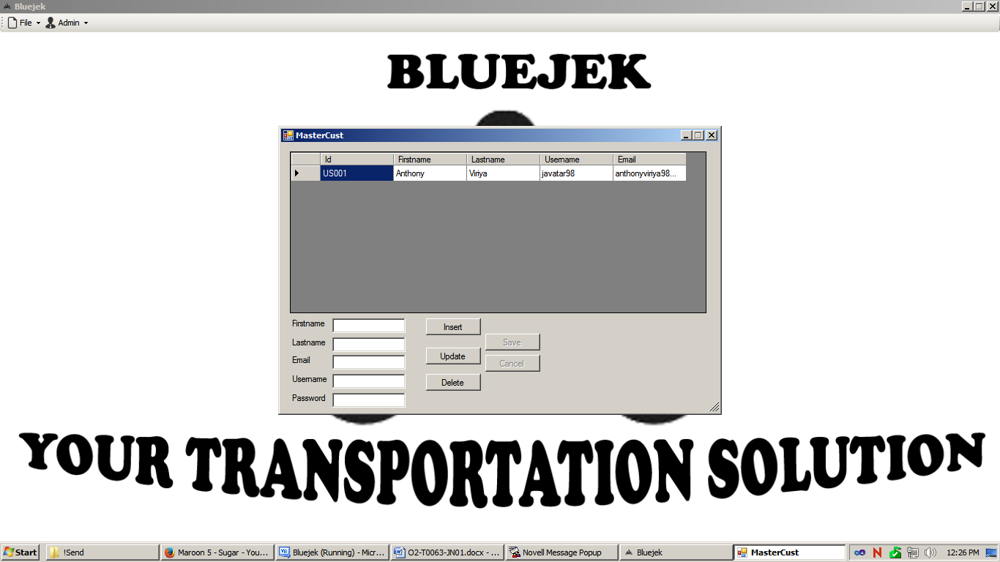 Bluejek
File Admin
BLUEJEK
MasterCust
Id Firstname Lastname Username Email
US001 Anthony Viriya javatar98 anthonyviriya98...
Firstname
Insert
Lastname
Save
Email
Update
Cancel
Username
Delete
Password
YOUR TRANSPORTATION SOLUTION
Start !Send Maroon 5 - Sugar - You... Bluejek (Running) - Micr... O2-T0063-JN01.docx - ... Novell Message Popup Bluejek MasterCust 12:26 PM